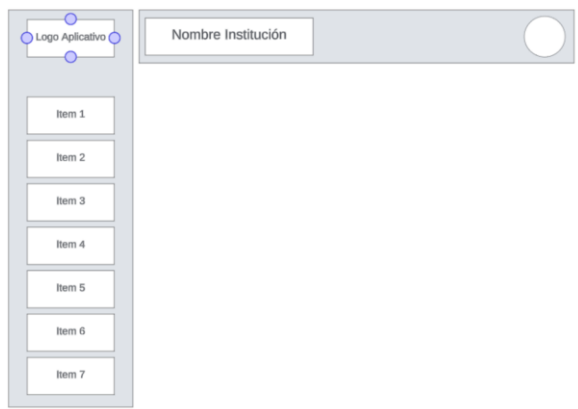 Logo Aplicativo
Nombre Institución
Item 1
Item 2
Item 3
Item 4
Item 5
Item 6
Item 7